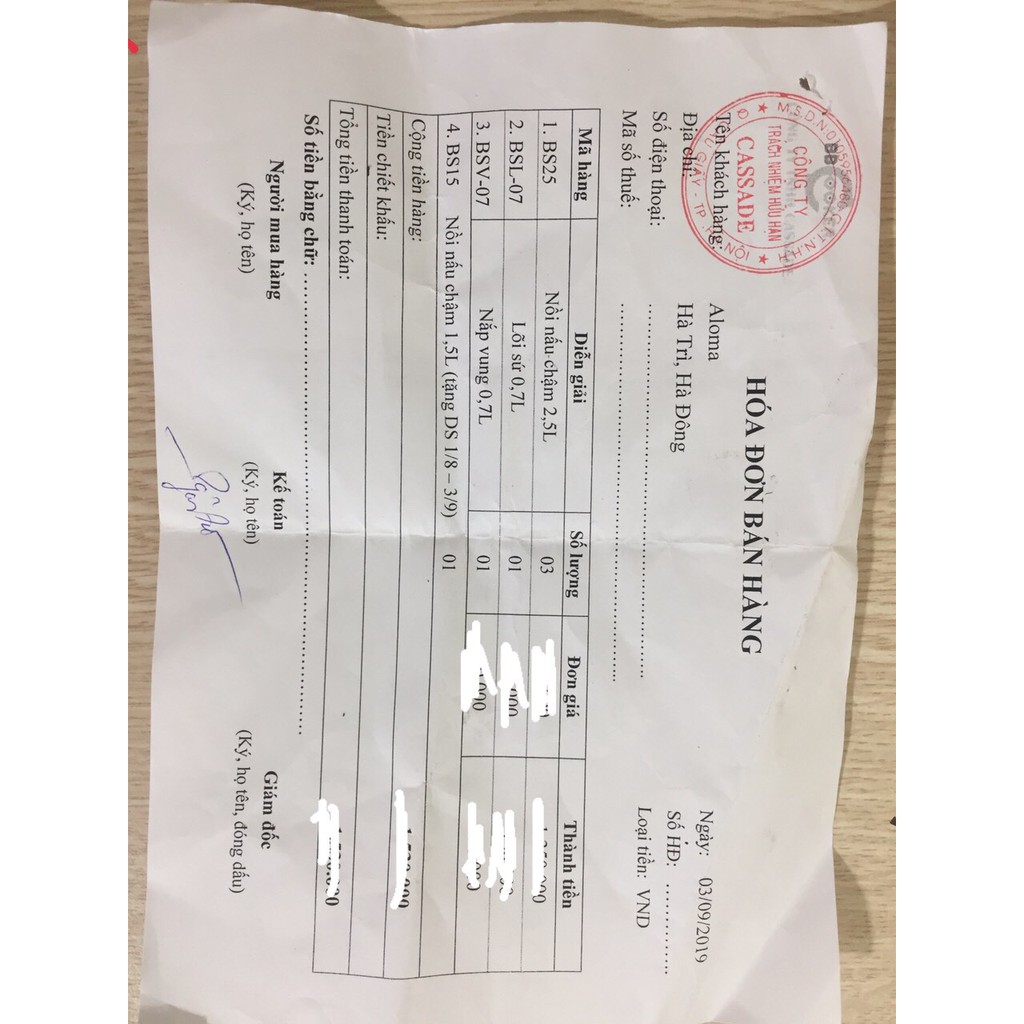 CÔNG TY
TRÁCH NHIỆM HỮU HẠN
CASSADE
HÓA ĐƠN BÁN HÀNG
Ngày: 03/09/2019
Số HĐ: ..............
Loại tiền: VND
Tên khách hàng: Aloma
Địa chỉ: Hà Trì, Hà Đông
Số điện thoại: ..............................
Mã số thuế: ..............................
Mã hàng Diễn giải Số lượng Đơn giá Thành tiền
1. BS25 Nồi nấu chậm 2,5L 03
2. BSL-07 Lõi sứ 0,7L 01
3. BSV-07 Nắp vung 0,7L 01
4. BS15 Nồi nấu chậm 1,5L (tặng DS 1/8 – 3/9) 01
Cộng tiền hàng:
Tiền chiết khấu:
Tổng tiền thanh toán:
Số tiền bằng chữ: ..............................
Người mua hàng Kế toán Giám đốc
(Ký, họ tên) (Ký, họ tên) (Ký, họ tên, đóng dấu)